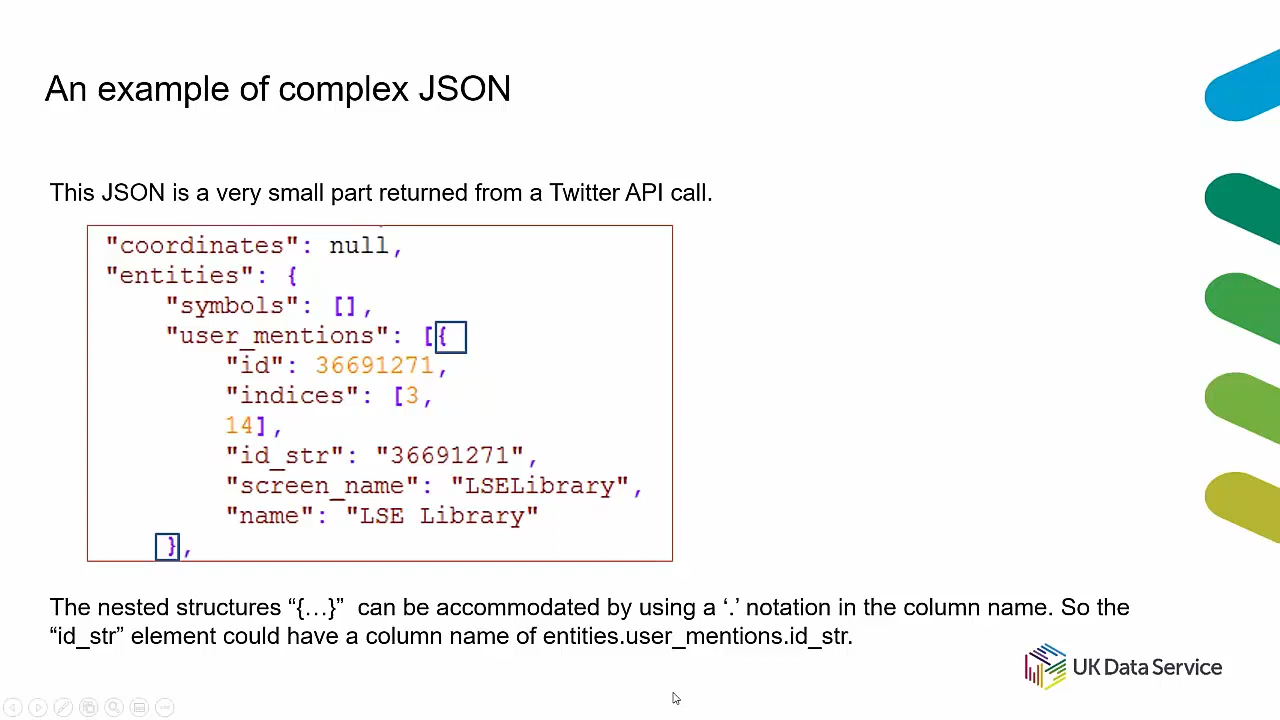 An example of complex JSON
This JSON is a very small part returned from a Twitter API call.
"coordinates": null,
"entities": {
"symbols": [],
"user_mentions": [{
"id": 36691271,
"indices": [3,
14],
"id_str": "36691271",
"screen_name": "LSELibrary",
"name": "LSE Library"
},
The nested structures “{…}” can be accommodated by using a ‘.’ notation in the column name. So the
“id_str” element could have a column name of entities.user_mentions.id_str.
UK Data Service